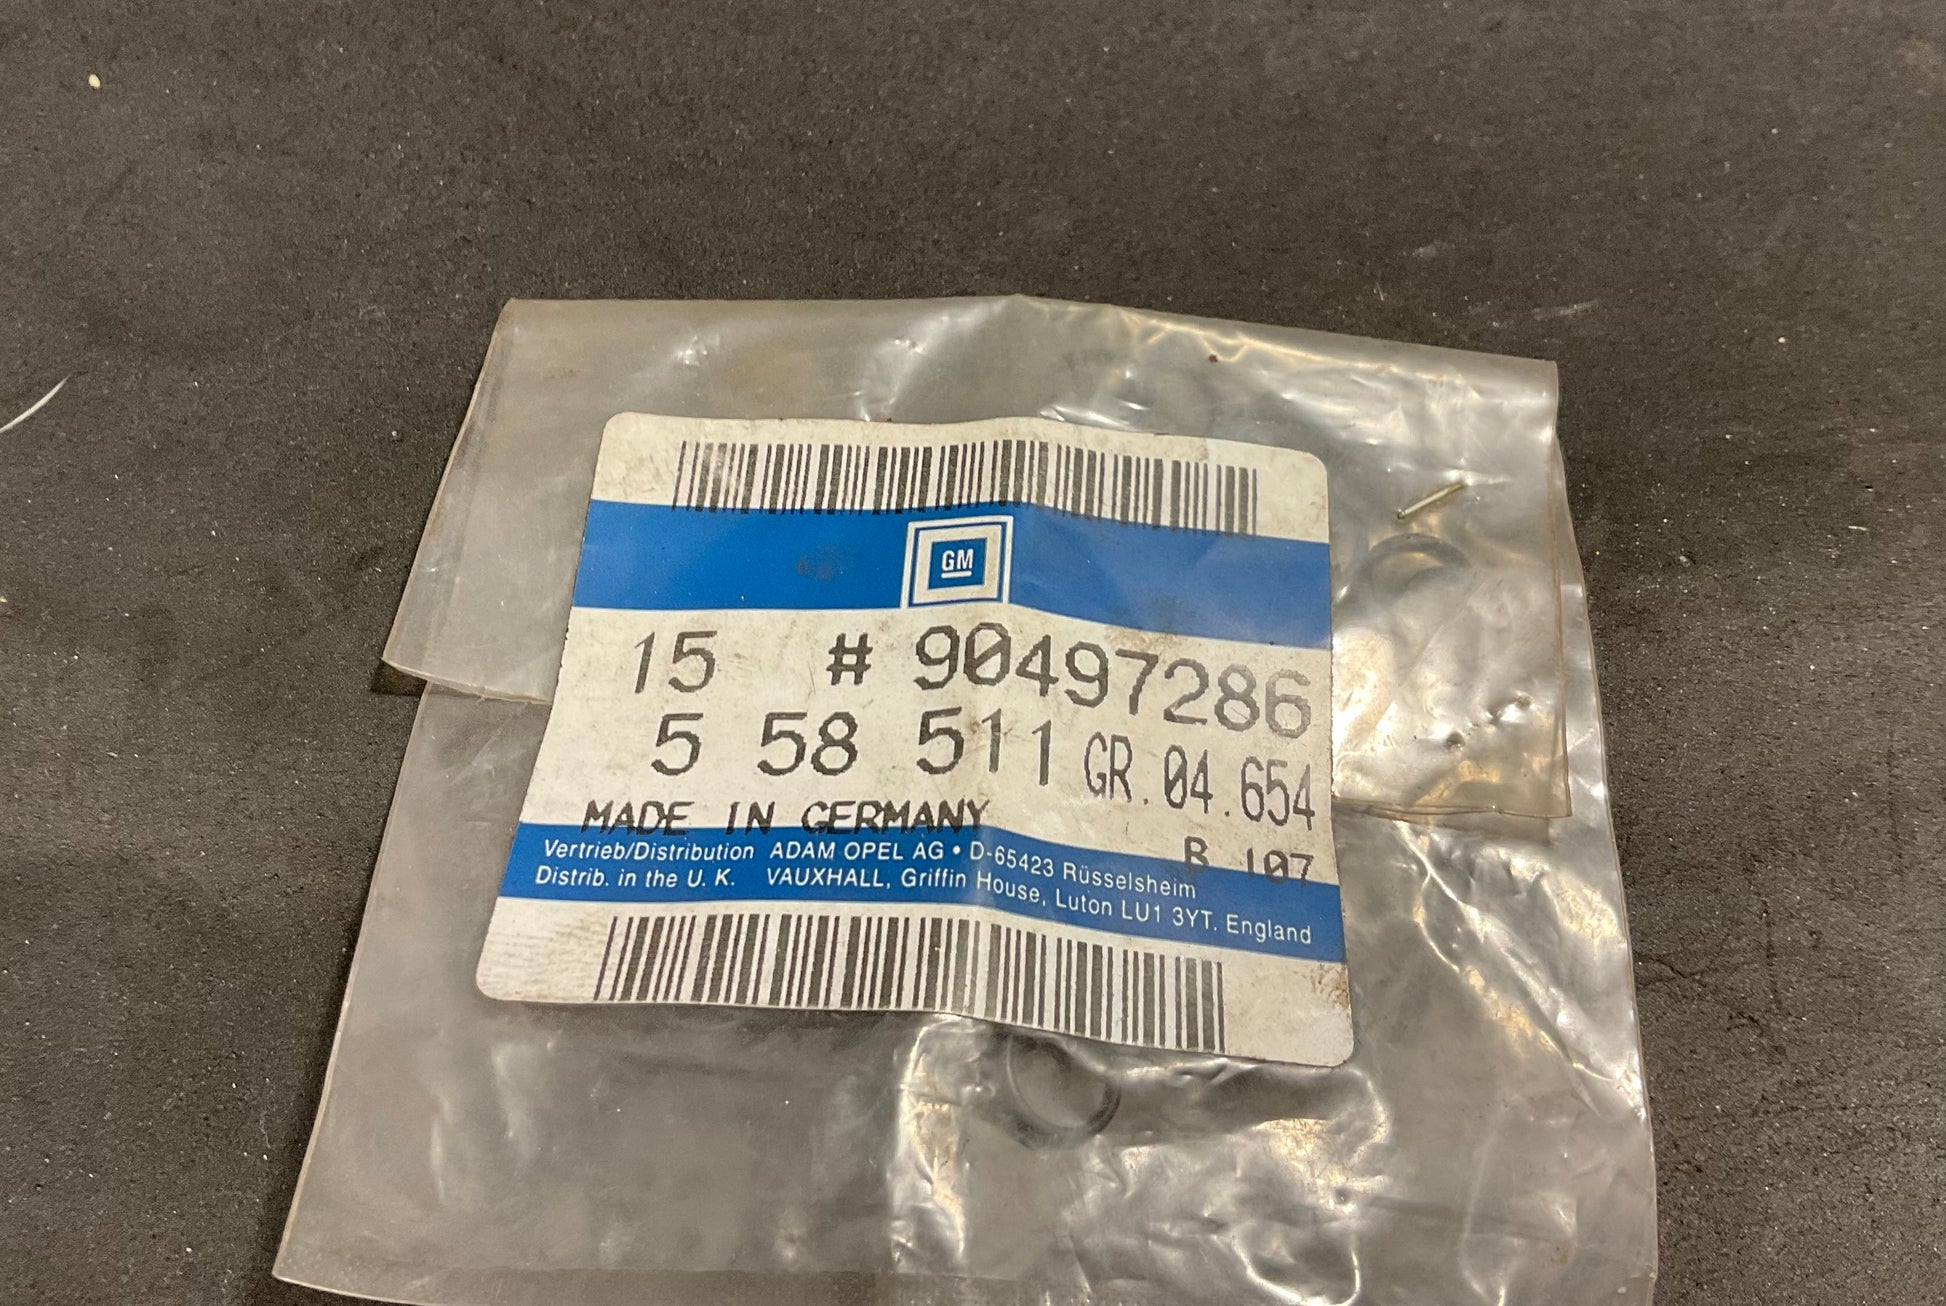 GM
15 # 90497286
5 58 511 GR.04.654
MADE IN GERMANY
B 107
Vertrieb/Distribution ADAM OPEL AG • D-65423 Rüsselsheim
Distrib. in the U. K. VAUXHALL, Griffin House, Luton LU1 3YT. England